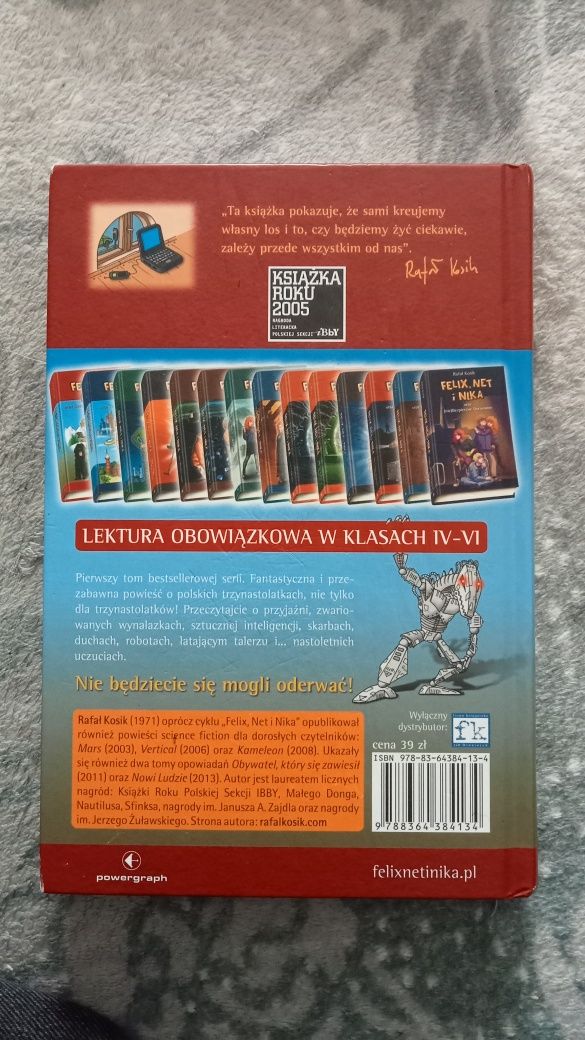 „Ta książka pokazuje, że sami kreujemy
własny los i to, czy będziemy żyć ciekawie,
zależy przede wszystkim od nas”.
Rafał Kosik
KSIĄŻKA
ROKU
2005
NAGRODA
LITERACKA
POLSKIEJ SEKCJI IBBY
Rafał Kosik
FELIX, NET
i NIKA
LEKTURA OBOWIĄZKOWA W KLASACH IV-VI
Pierwszy tom bestsellerowej serii. Fantastyczna i prze-
zabawna powieść o polskich trzynastolatkach, nie tylko
dla trzynastolatków! Przeczytajcie o przyjaźni, zwario-
wanych wynalazkach, sztucznej inteligencji, skarbach,
duchach, robotach, latającym talerzu i... nastoletnich
uczuciach.
Nie będziecie się mogli oderwać!
Rafał Kosik (1971) oprócz cyklu „Felix, Net i Nika” opublikował
również powieści science fiction dla dorosłych czytelników:
Mars (2003), Vertical (2006) oraz Kameleon (2008). Ukazały
się również dwa tomy opowiadań Obywatel, który się zawiesił
(2011) oraz Nowi Ludzie (2013). Autor jest laureatem licznych
nagród: Książki Roku Polskiej Sekcji IBBY, Małego Donga,
Nautilusa, Sfinksa, nagrody im. Janusza A. Zajdla oraz nagrody
im. Jerzego Żuławskiego. Strona autora: rafalkosik.com
Wyłączny
dystrybutor:
fk
cena 39 zł
ISBN 978-83-64384-13-4
9 788364 384134
powergraph
felixnetinika.pl